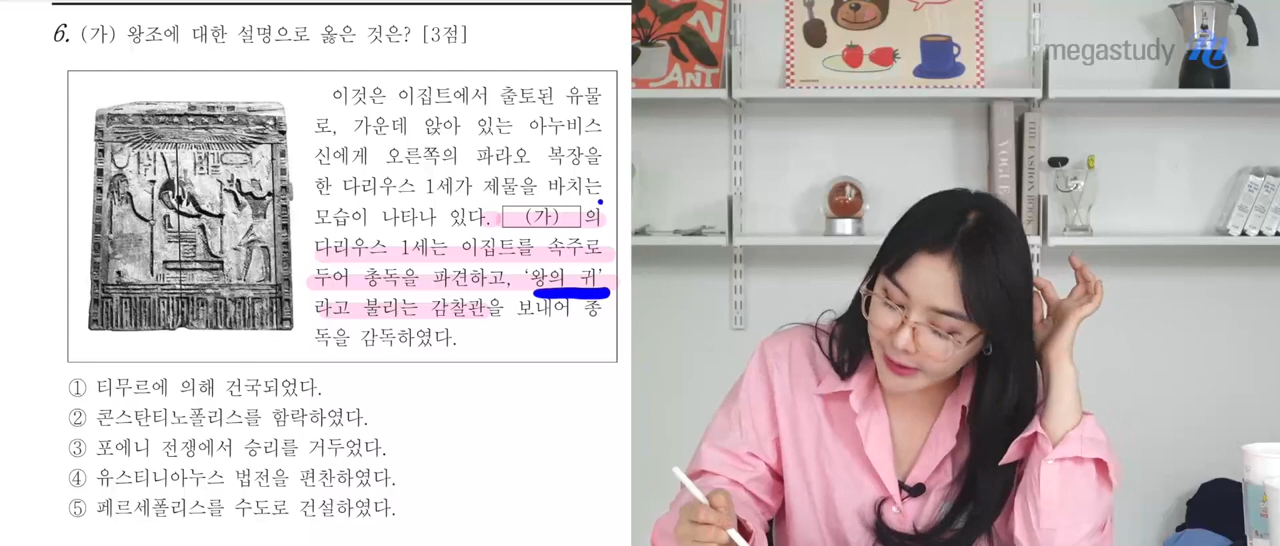 6. (가) 왕조에 대한 설명으로 옳은 것은? [3점]
이것은 이집트에서 출토된 유물
로, 가운데 앉아 있는 아누비스
신에게 오른쪽의 파라오 복장을
한 다리우스 1세가 제물을 바치는
모습이 나타나 있다. (가) 의
다리우스 1세는 이집트를 속주로
두어 총독을 파견하고, ‘왕의 귀’
라고 불리는 감찰관을 보내어 총
독을 감독하였다.
① 티무르에 의해 건국되었다.
② 콘스탄티노폴리스를 함락하였다.
③ 포에니 전쟁에서 승리를 거두었다.
④ 유스티니아누스 법전을 편찬하였다.
⑤ 페르세폴리스를 수도로 건설하였다.
ANT
megastudy m
VOGUE
THE FASHION BOOK